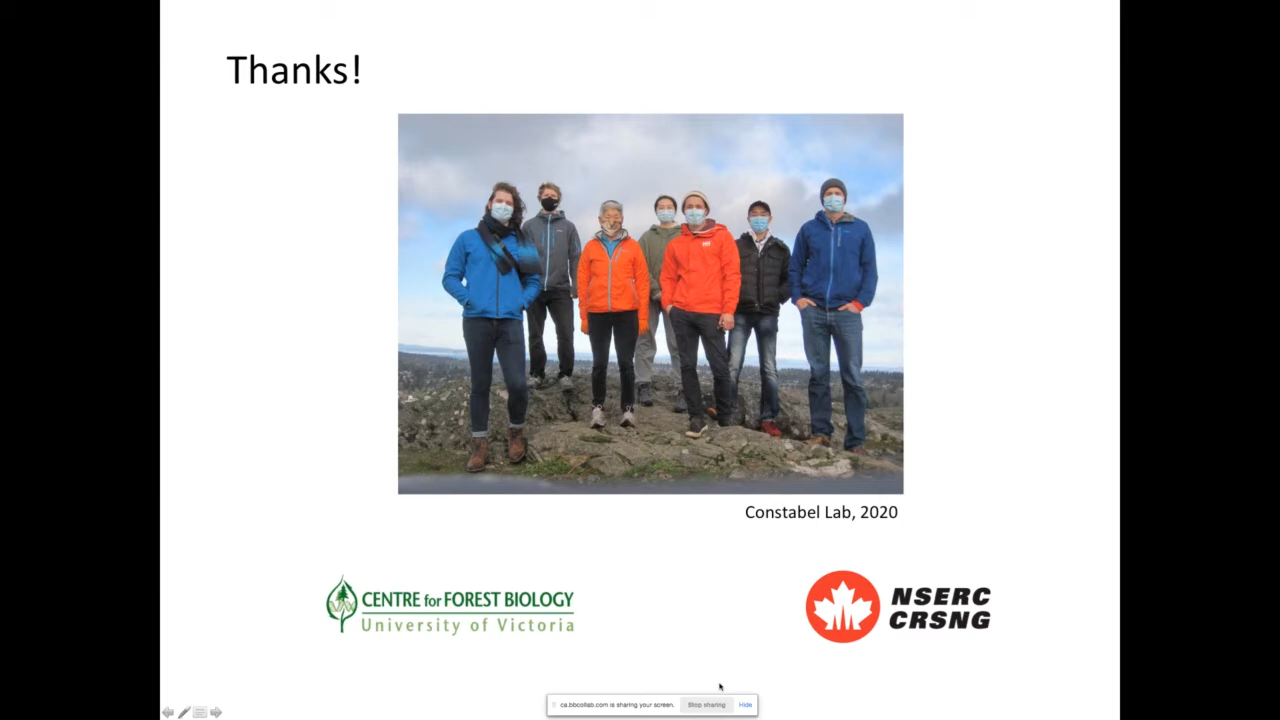 Thanks!
Constabel Lab, 2020
CENTRE for FOREST BIOLOGY
University of Victoria
NSERC
CRSNG
ca.bbcollab.com is sharing your screen. Stop sharing Hide